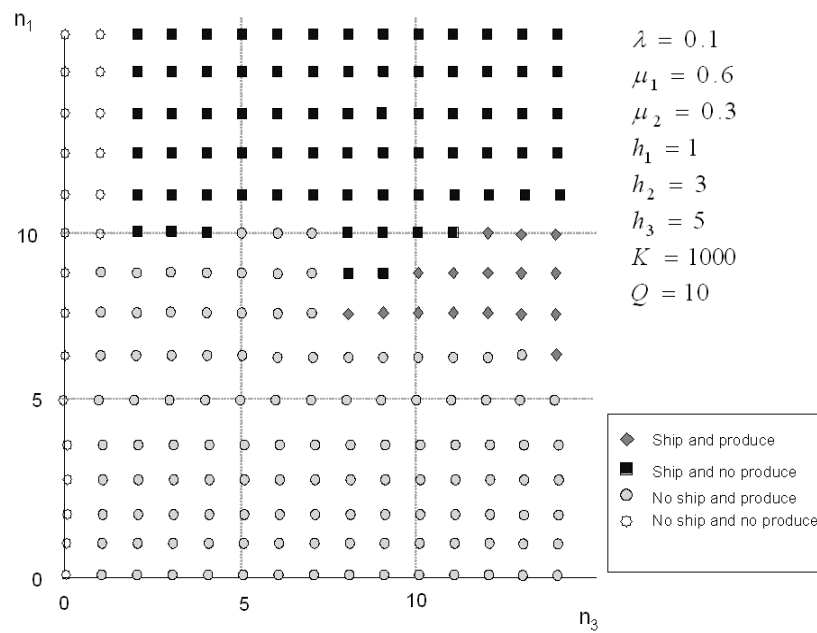 n₁
10
5
0
0
5
10
n₃
λ = 0.1
μ₁ = 0.6
μ₂ = 0.3
h₁ = 1
h₂ = 3
h₃ = 5
K = 1000
Q = 10
Ship and produce
Ship and no produce
No ship and produce
No ship and no produce